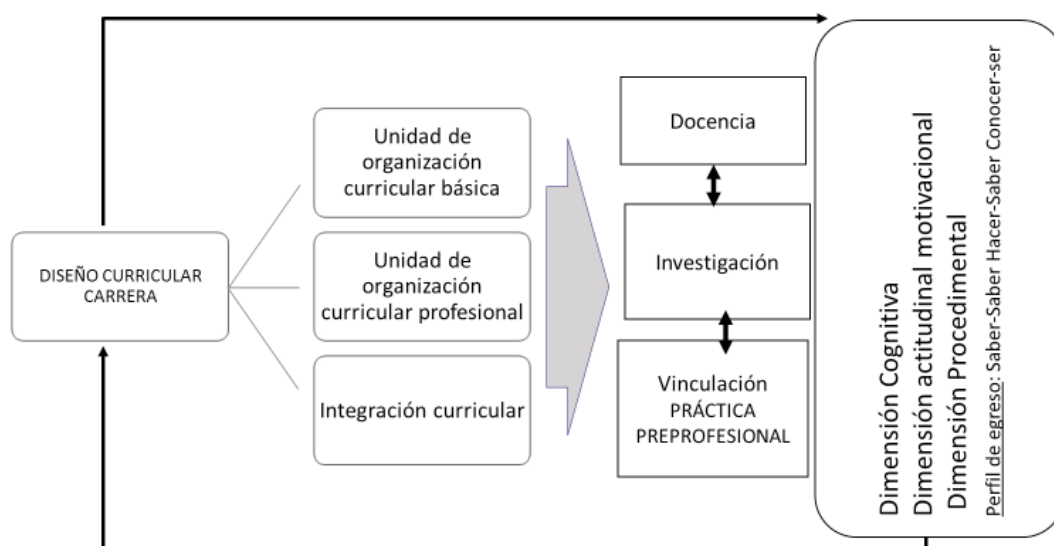 DISEÑO CURRICULAR
CARRERA
Unidad de
organización
curricular básica
Unidad de
organización
curricular profesional
Integración curricular
Docencia
Investigación
Vinculación
PRÁCTICA
PREPROFESIONAL
Dimensión Cognitiva
Dimensión actitudinal motivacional
Dimensión Procedimental
Perfil de egreso: Saber-Saber Hacer-Saber Conocer-ser